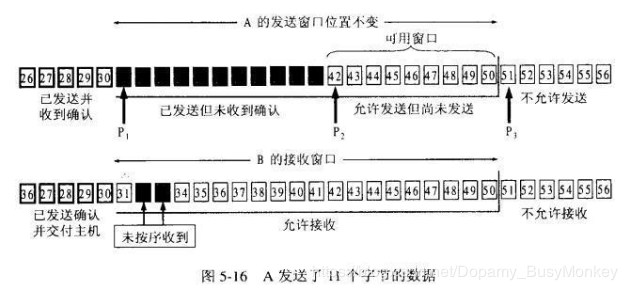 A 的发送窗口位置不变
可用窗口
26 27 28 29 30 42 43 44 45 46 47 48 49 50 51 52 53 54 55 56
已发送并
收到确认
已发送但未收到确认
允许发送但尚未发送
不允许发送
P1
P2
P3
B 的接收窗口
36 27 28 29 30 31 34 35 36 37 38 39 40 41 42 43 44 45 46 47 48 49 50 51 52 53 54 55 56
已发送确认
并交付主机
未按序收到
允许接收
不允许接收
图 5-16 A 发送了 11 个字节的数据
https://blog.csdn.net/Dopamy_BusyMonkey